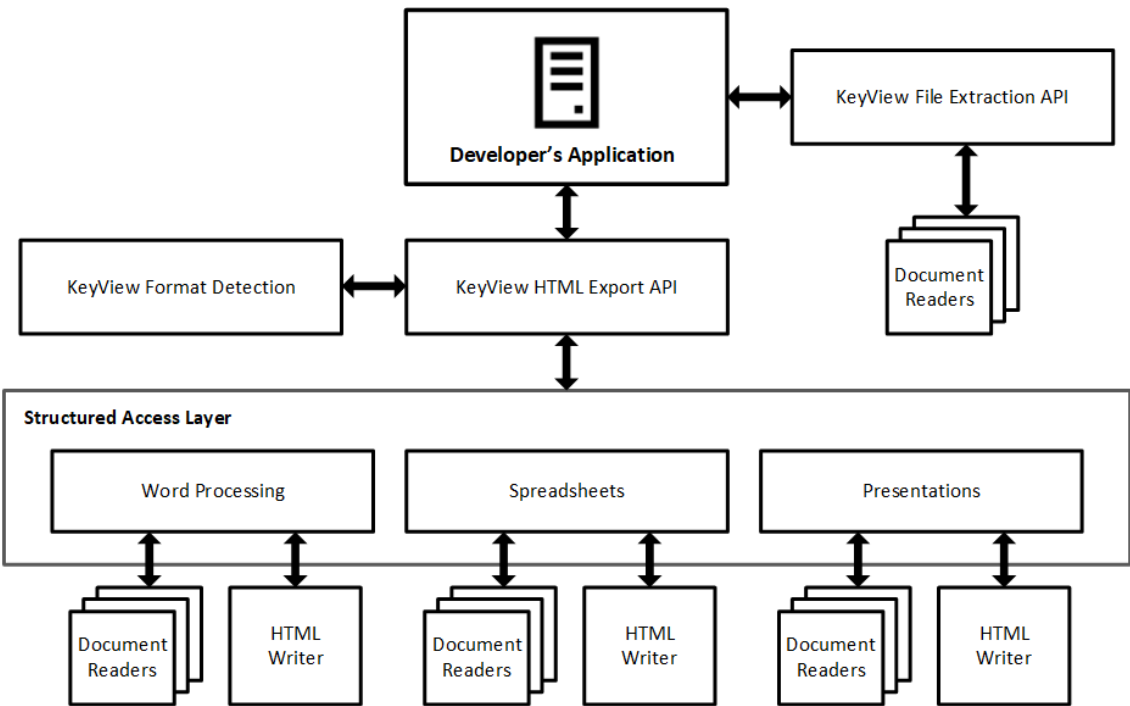 Developer's Application
KeyView File Extraction API
KeyView Format Detection
KeyView HTML Export API
Document
Readers
Structured Access Layer
Word Processing
Spreadsheets
Presentations
Document
Readers
HTML
Writer
Document
Readers
HTML
Writer
Document
Readers
HTML
Writer